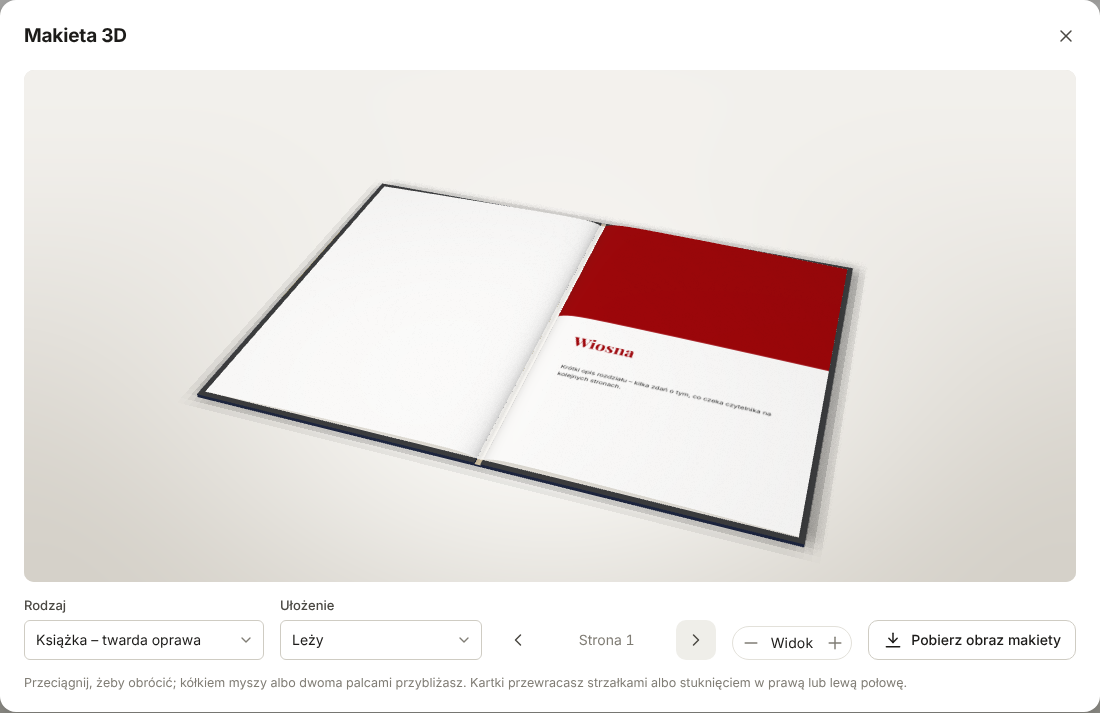 Makieta 3D
Wiosna
Krótki opis rozdziału – kilka zdań o tym, co czeka czytelnika na
kolejnych stronach.
Rodzaj
Ułożenie
Książka – twarda oprawa
Leży
Strona 1
Widok
Pobierz obraz makiety
Przeciągnij, żeby obrócić; kółkiem myszy albo dwoma palcami przybliżasz. Kartki przewracasz strzałkami albo stuknięciem w prawą lub lewą połowę.